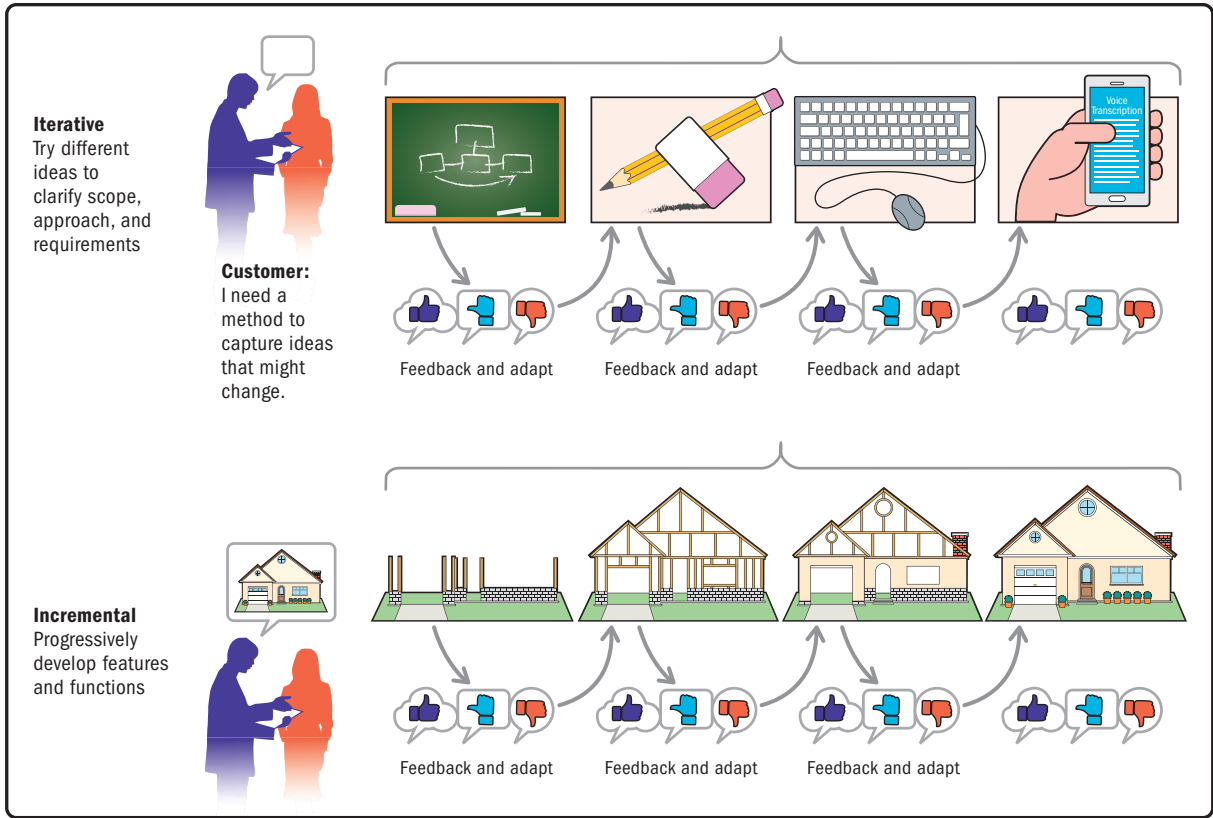 Iterative
Try different
ideas to
clarify scope,
approach, and
requirements
Customer:
I need a
method to
capture ideas
that might
change.
Voice
Transcription
Feedback and adapt
Feedback and adapt
Feedback and adapt
Incremental
Progressively
develop features
and functions
Feedback and adapt
Feedback and adapt
Feedback and adapt